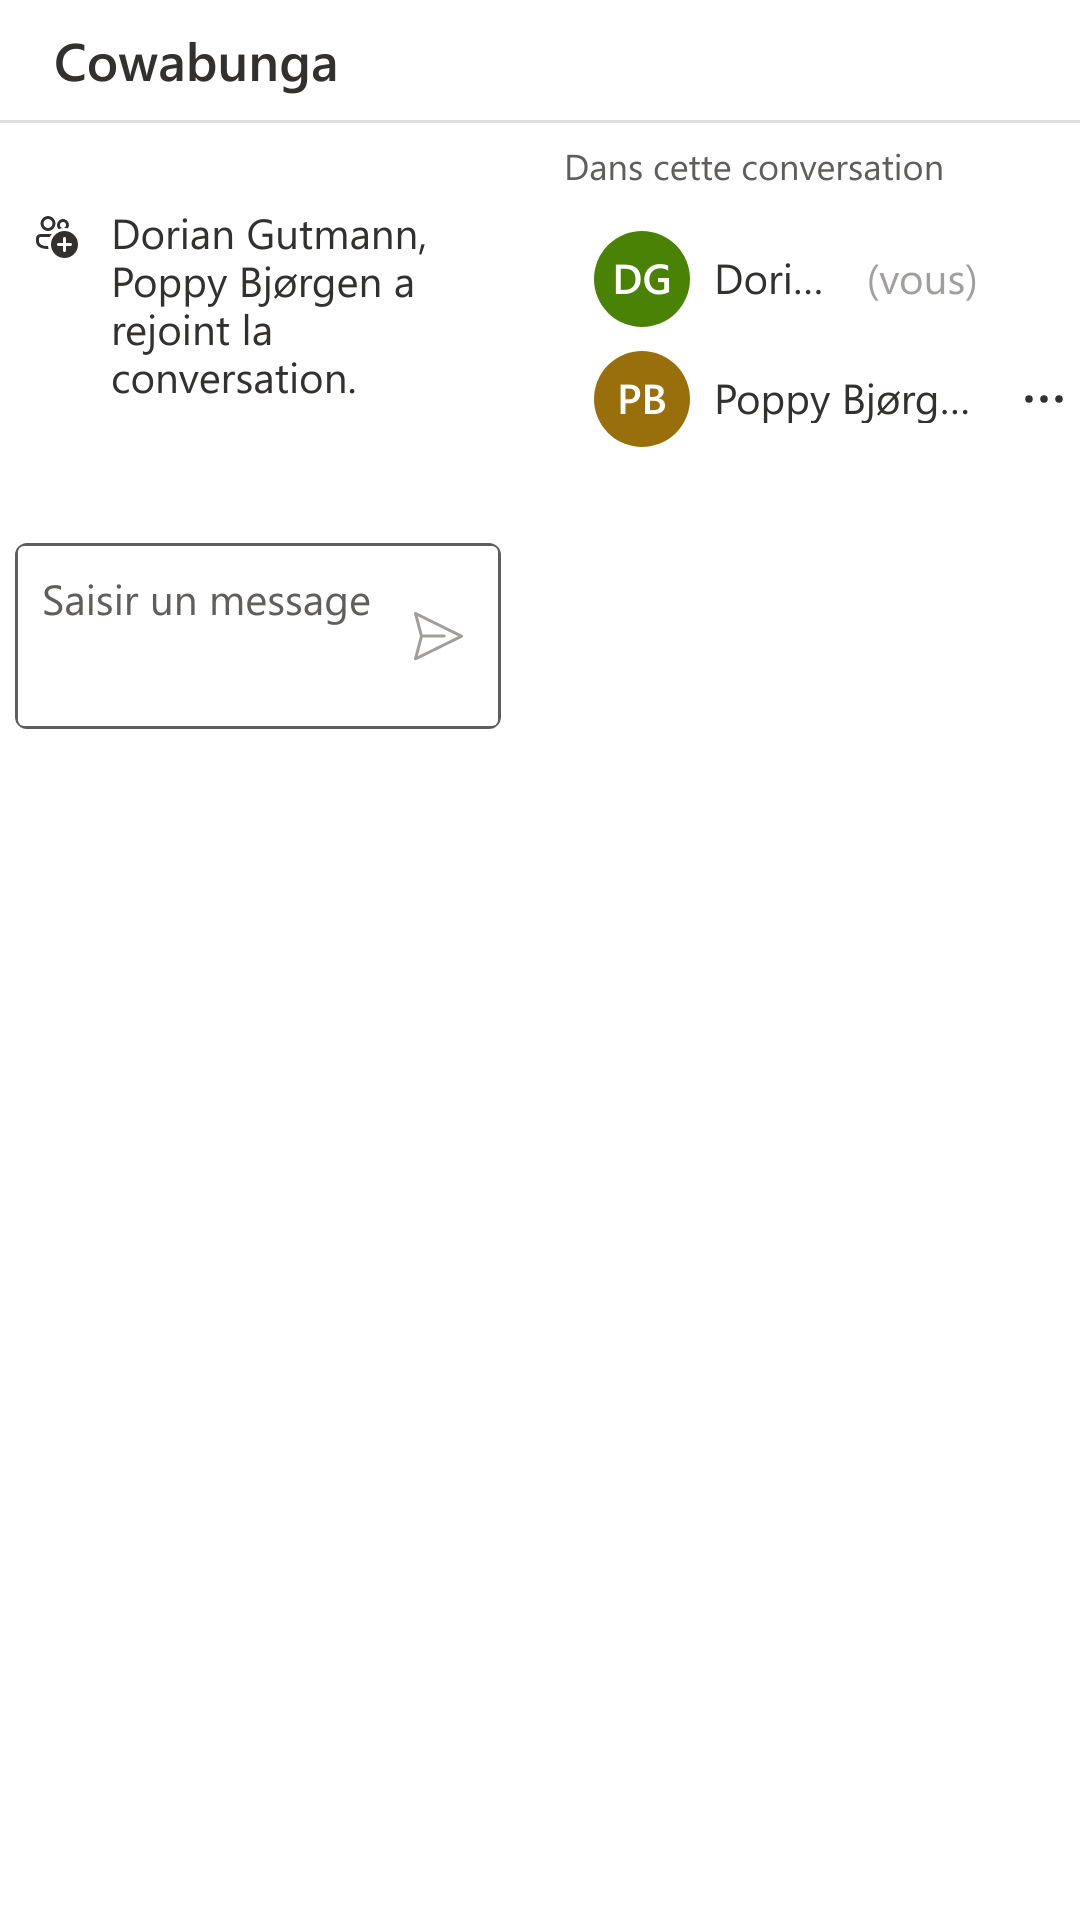 Cowabunga
Dorian Gutmann,
Poppy Bjørgen a
rejoint la
conversation.
Saisir un message
Dans cette conversation
DG Dori... (vous)
PB Poppy Bjørg...